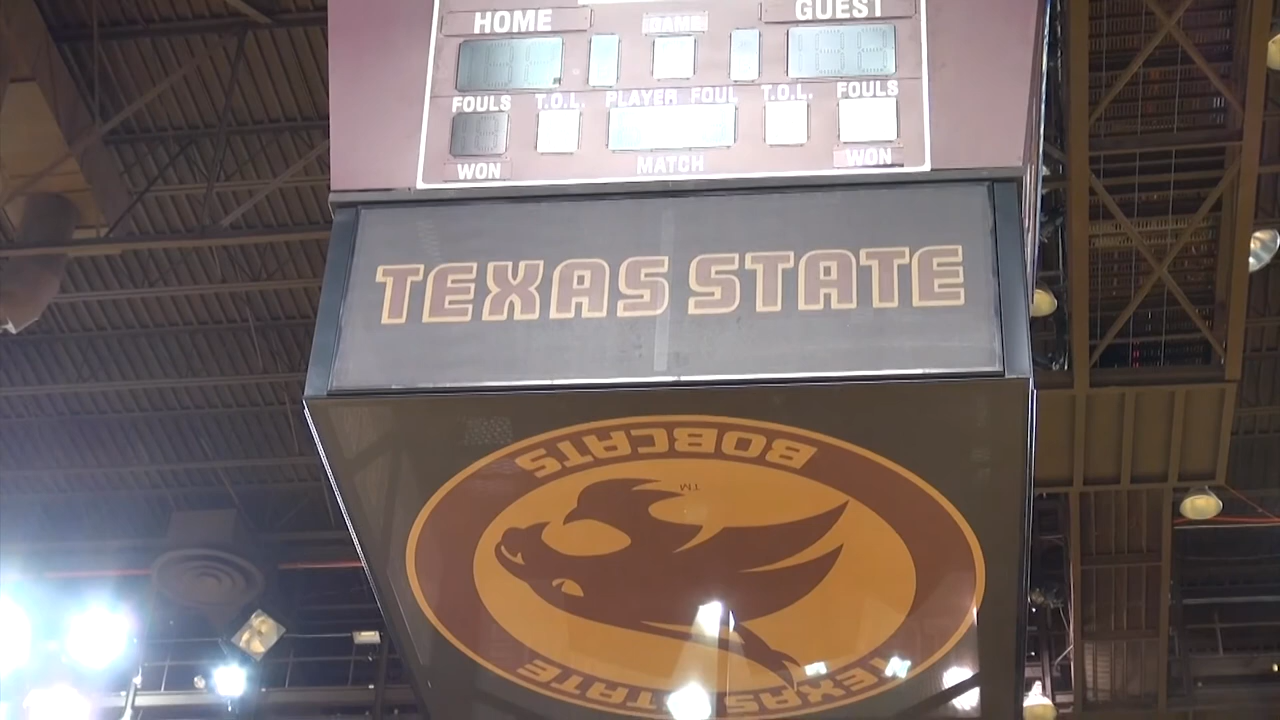 HOME GAME GUEST
FOULS T.O.L. PLAYER FOUL T.O.L. FOULS
WON MATCH WON
TEXAS STATE
BOBCATS
TM
TEXAS STATE